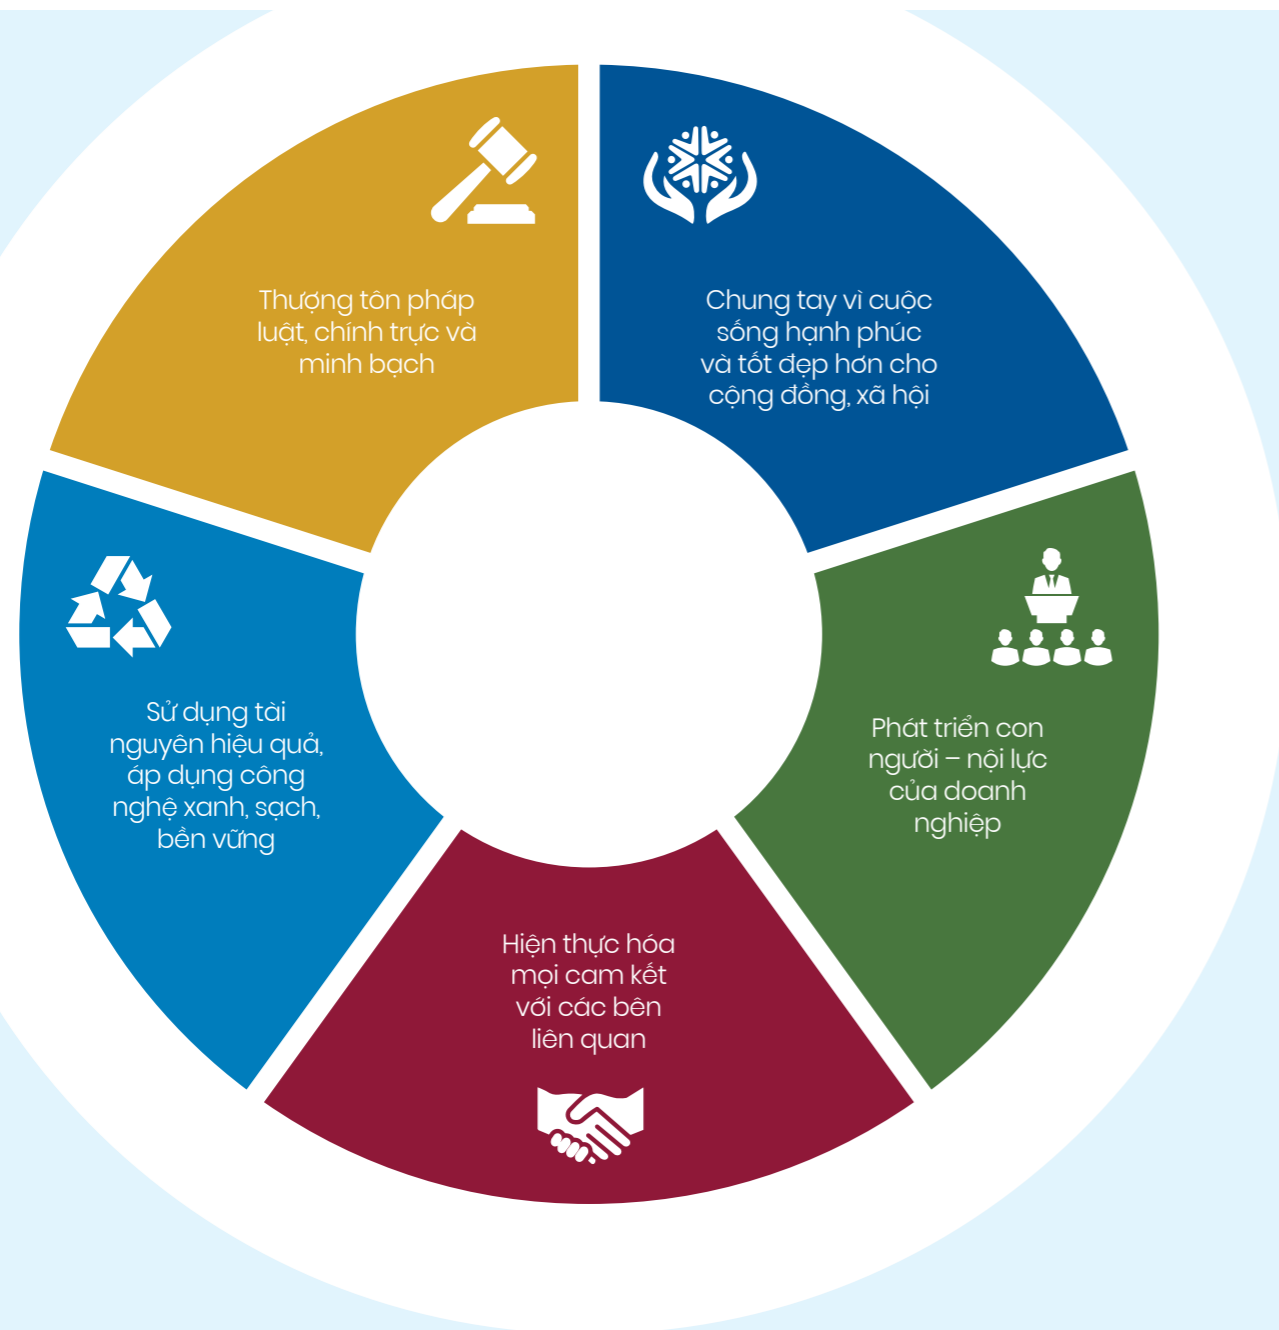 Thượng tôn pháp
luật, chính trực và
minh bạch
Chung tay vì cuộc
sống hạnh phúc
và tốt đẹp hơn cho
cộng đồng, xã hội
Sử dụng tài
nguyên hiệu quả,
áp dụng công
nghệ xanh, sạch,
bền vững
Phát triển con
người – nội lực
của doanh
nghiệp
Hiện thực hóa
mọi cam kết
với các bên
liên quan